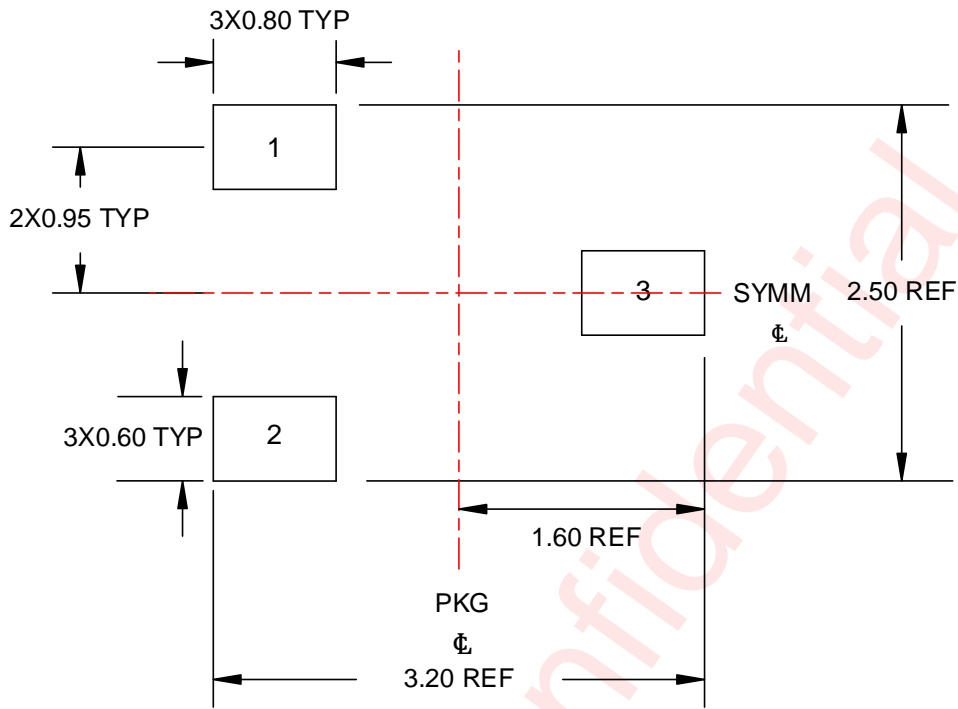 3X0.80 TYP
1
2X0.95 TYP
3
SYMM
℄
2.50 REF
3X0.60 TYP
2
1.60 REF
PKG
℄
3.20 REF
nfidential